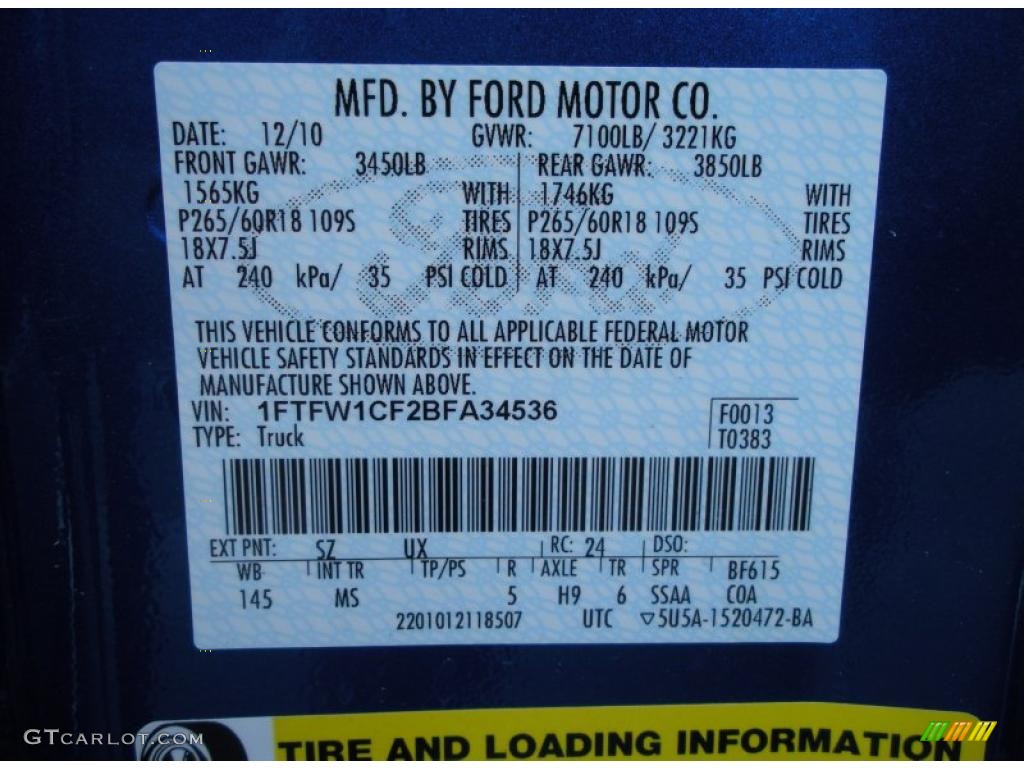 MFD. BY FORD MOTOR CO.
DATE: 12/10 GVWR: 7100LB/ 3221KG
FRONT GAWR: 3450LB REAR GAWR: 3850LB
1565KG WITH 1746KG WITH
P265/60R18 109S TIRES P265/60R18 109S TIRES
18X7.5J RIMS 18X7.5J RIMS
AT 240 kPa/ 35 PSI COLD AT 240 kPa/ 35 PSI COLD
Ford
THIS VEHICLE CONFORMS TO ALL APPLICABLE FEDERAL MOTOR
VEHICLE SAFETY STANDARDS IN EFFECT ON THE DATE OF
MANUFACTURE SHOWN ABOVE.
VIN: 1FTFW1CF2BFA34536 F0013
TYPE: Truck T0383
EXT PNT: SZ UX RC: 24 DSO:
WB INT TR TP/PS R AXLE TR SPR BF615
145 MS 5 H9 6 SSAA COA
2201012118507 UTC ▽5U5A-1520472-BA
GTCARLOT.COM
TIRE AND LOADING INFORMATION